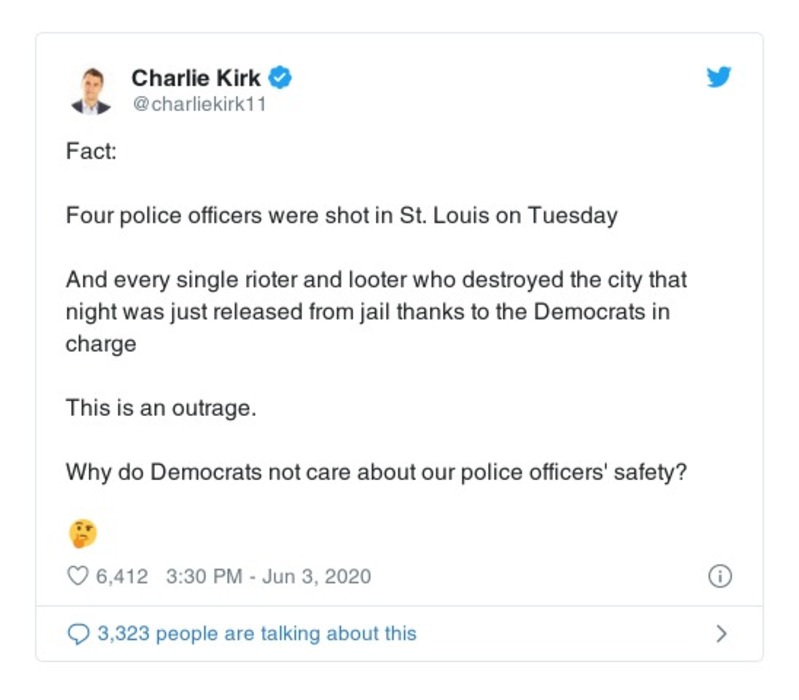 Charlie Kirk
@charliekirk11
Fact:
Four police officers were shot in St. Louis on Tuesday
And every single rioter and looter who destroyed the city that
night was just released from jail thanks to the Democrats in
charge
This is an outrage.
Why do Democrats not care about our police officers' safety?
🤔
6,412 3:30 PM - Jun 3, 2020
3,323 people are talking about this